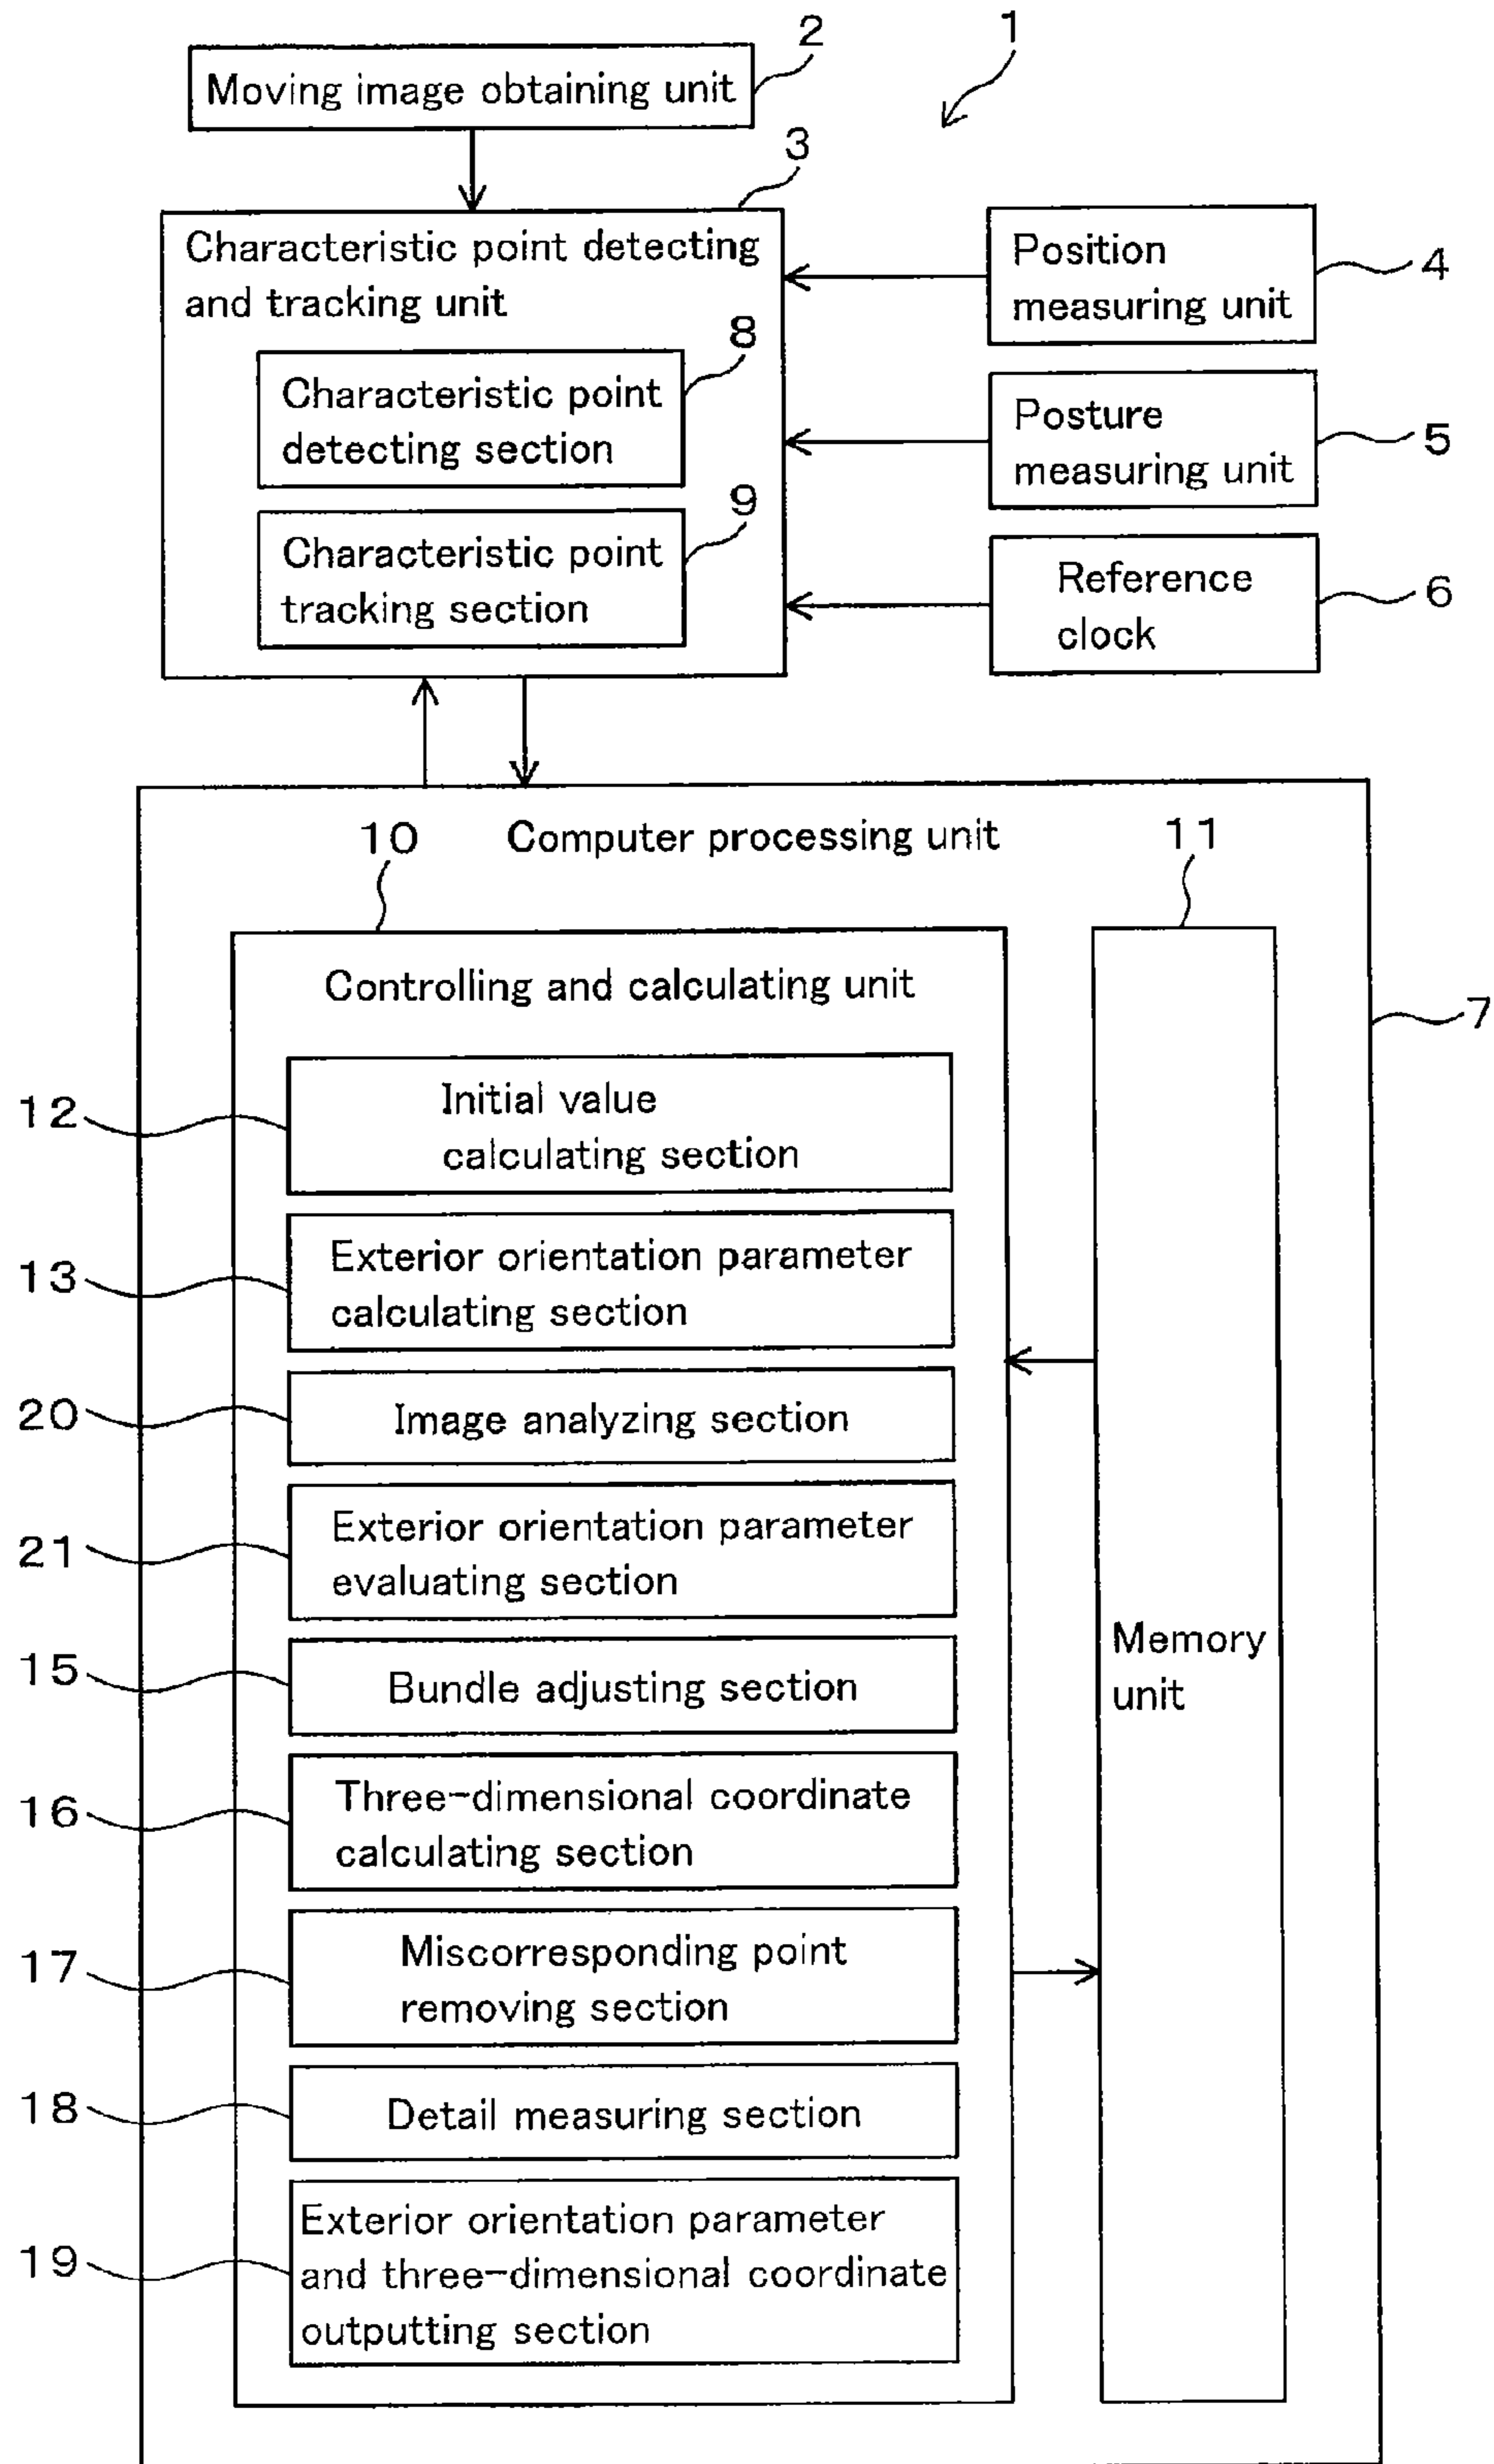 1
2
Moving image obtaining unit
3
Characteristic point detecting
and tracking unit
8
Characteristic point
detecting section
9
Characteristic point
tracking section
Position
measuring unit
4
Posture
measuring unit
5
Reference
clock
6
Computer processing unit
7
10
11
Controlling and calculating unit
12
Initial value
calculating section
13
Exterior orientation parameter
calculating section
20
Image analyzing section
21
Exterior orientation parameter
evaluating section
15
Bundle adjusting section
16
Three-dimensional coordinate
calculating section
17
Miscorresponding point
removing section
18
Detail measuring section
19
Exterior orientation parameter
and three-dimensional coordinate
outputting section
Memory
unit